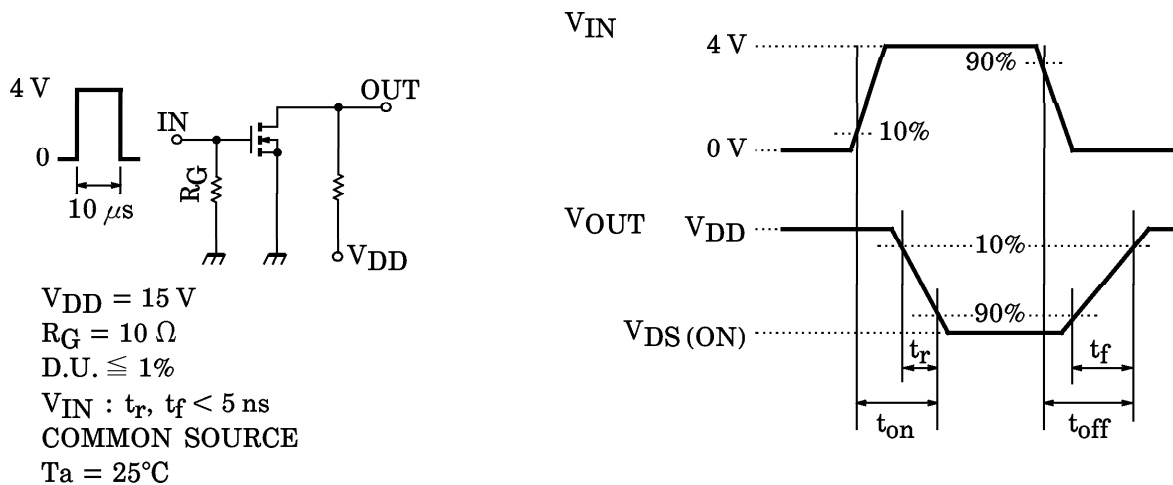 4 V
0
10 μs
IN
RG
OUT
VDD
VDD = 15 V
RG = 10 Ω
D.U. ≦ 1%
VIN : tr, tf < 5 ns
COMMON SOURCE
Ta = 25°C
VIN
4 V
90%
10%
0 V
VOUT VDD
10%
90%
VDS (ON)
tr
tf
ton
toff